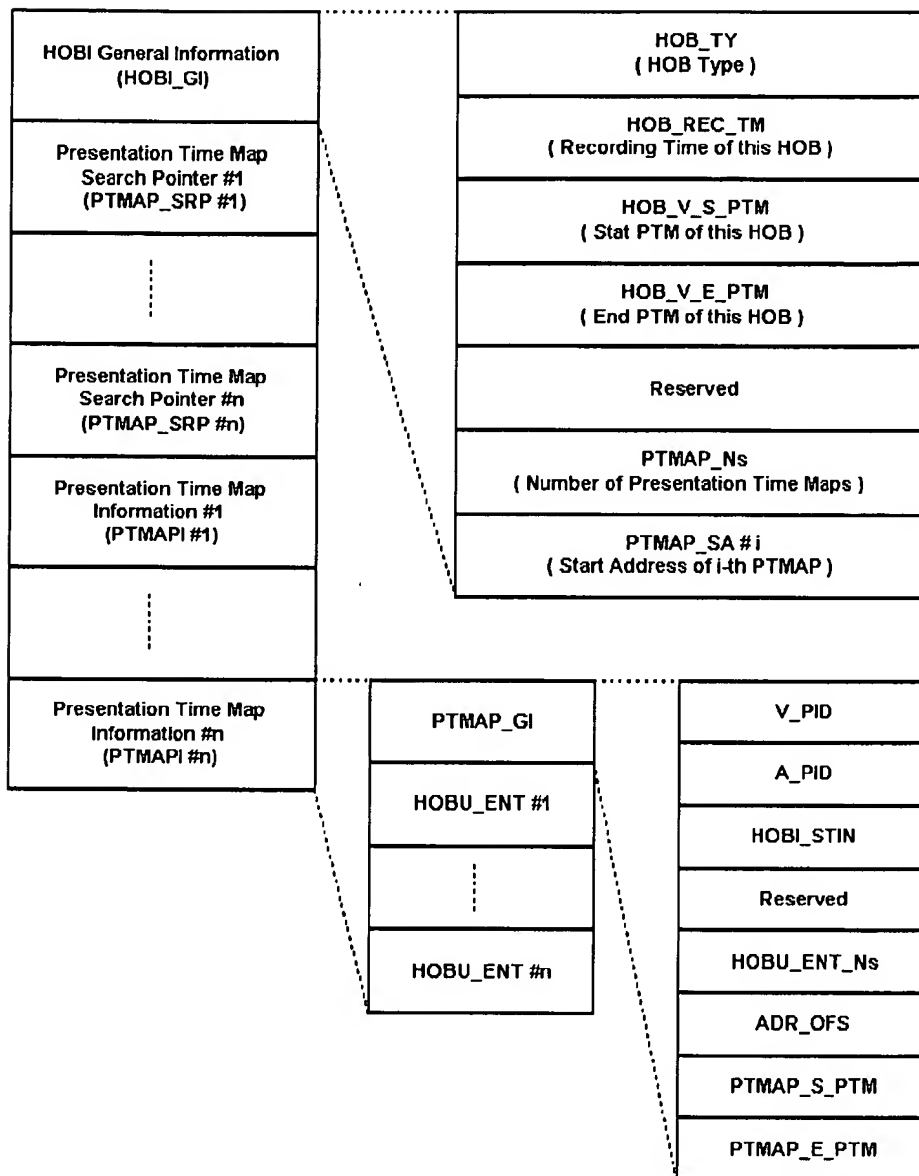 HOBI General Information
(HOBI_GI)
Presentation Time Map
Search Pointer #1
(PTMAP_SRP #1)
Presentation Time Map
Search Pointer #n
(PTMAP_SRP #n)
Presentation Time Map
Information #1
(PTMAPI #1)
Presentation Time Map
Information #n
(PTMAPI #n)
HOB_TY
( HOB Type )
HOB_REC_TM
( Recording Time of this HOB )
HOB_V_S_PTM
( Stat PTM of this HOB )
HOB_V_E_PTM
( End PTM of this HOB )
Reserved
PTMAP_Ns
( Number of Presentation Time Maps )
PTMAP_SA # i
( Start Address of i-th PTMAP )
PTMAP_GI
HOBU_ENT #1
HOBU_ENT #n
V_PID
A_PID
HOBI_STIN
Reserved
HOBU_ENT_Ns
ADR_OFS
PTMAP_S_PTM
PTMAP_E_PTM